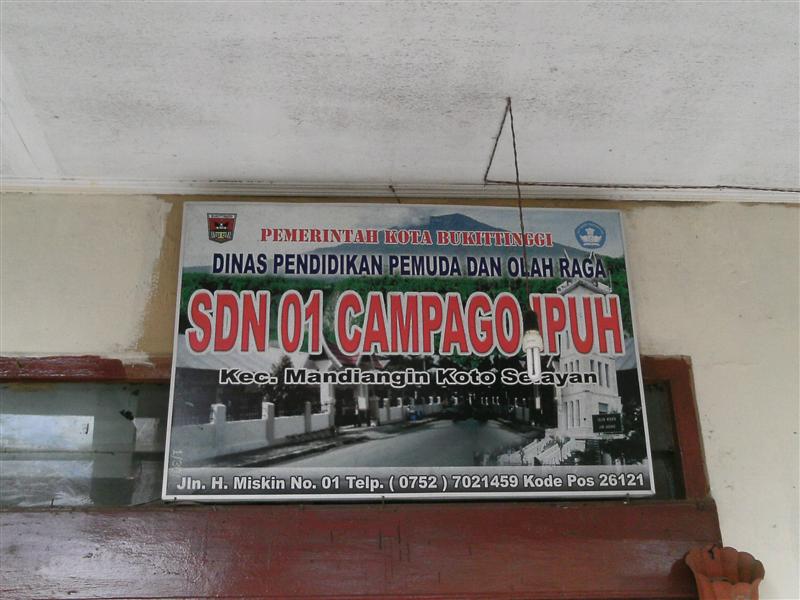 PEMERINTAH KOTA BUKITTINGGI
DINAS PENDIDIKAN PEMUDA DAN OLAH RAGA
SDN 01 CAMPAGO IPUH
Kec. Mandiangin Koto Selayan
Jln. H. Miskin No. 01 Telp. ( 0752 ) 7021459 Kode Pos 26121